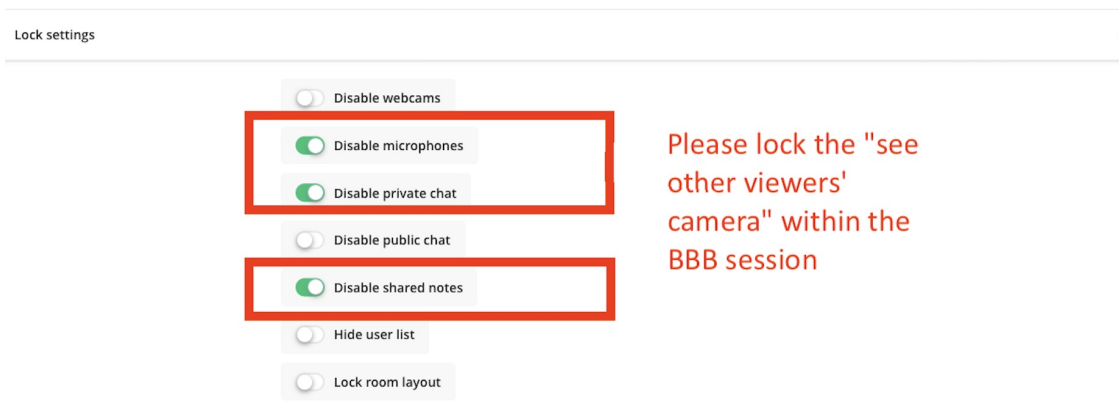 Lock settings
Disable webcams
Disable microphones
Disable private chat
Disable public chat
Disable shared notes
Hide user list
Lock room layout
Please lock the "see
other viewers'
camera" within the
BBB session